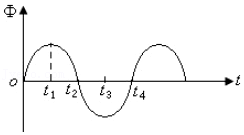 Φ
o t₁ t₂ t₃ t₄ t